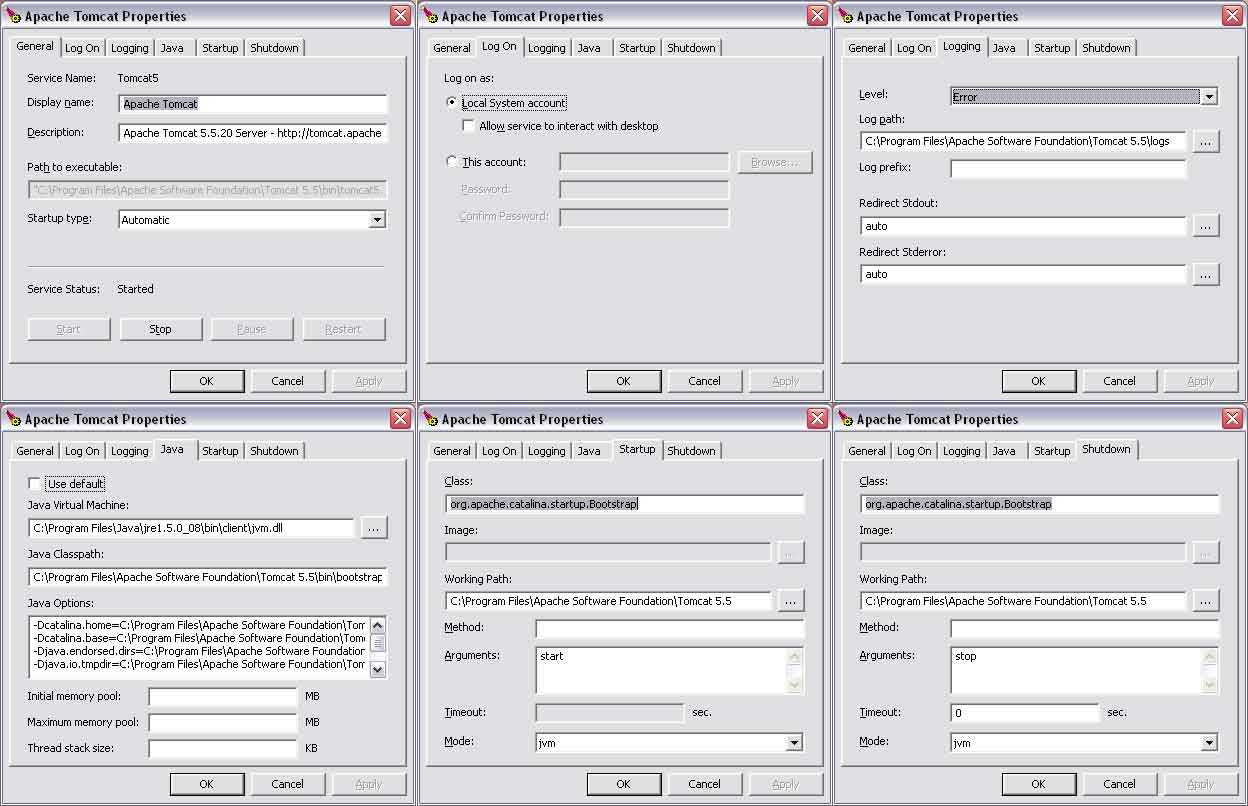 Apache Tomcat Properties
General Log On Logging Java Startup Shutdown
Service Name: Tomcat5
Display name: Apache Tomcat
Description: Apache Tomcat 5.5.20 Server - http://tomcat.apache
Path to executable:
"C:\Program Files\Apache Software Foundation\Tomcat 5.5\bin\tomcat5.
Startup type: Automatic
Service Status: Started
Start Stop Pause Restart
OK Cancel Apply
Apache Tomcat Properties
General Log On Logging Java Startup Shutdown
Log on as:
Local System account
Allow service to interact with desktop
This account: Browse...
Password:
Confirm Password:
OK Cancel Apply
Apache Tomcat Properties
General Log On Logging Java Startup Shutdown
Level: Error
Log path:
C:\Program Files\Apache Software Foundation\Tomcat 5.5\logs ...
Log prefix:
Redirect Stdout:
auto ...
Redirect Stderror:
auto ...
OK Cancel Apply
Apache Tomcat Properties
General Log On Logging Java Startup Shutdown
Use default
Java Virtual Machine:
C:\Program Files\Java\jre1.5.0_08\bin\client\jvm.dll ...
Java Classpath:
C:\Program Files\Apache Software Foundation\Tomcat 5.5\bin\bootstrap
Java Options:
-Dcatalina.home=C:\Program Files\Apache Software Foundation\Tom
-Dcatalina.base=C:\Program Files\Apache Software Foundation\Tom
-Djava.endorsed.dirs=C:\Program Files\Apache Software Foundation
-Djava.io.tmpdir=C:\Program Files\Apache Software Foundation\Tom
Initial memory pool: MB
Maximum memory pool: MB
Thread stack size: KB
OK Cancel Apply
Apache Tomcat Properties
General Log On Logging Java Startup Shutdown
Class:
org.apache.catalina.startup.Bootstrap
Image:
...
Working Path:
C:\Program Files\Apache Software Foundation\Tomcat 5.5 ...
Method:
Arguments: start
Timeout: sec.
Mode: jvm
OK Cancel Apply
Apache Tomcat Properties
General Log On Logging Java Startup Shutdown
Class:
org.apache.catalina.startup.Bootstrap
Image:
...
Working Path:
C:\Program Files\Apache Software Foundation\Tomcat 5.5 ...
Method:
Arguments: stop
Timeout: 0 sec.
Mode: jvm
OK Cancel Apply